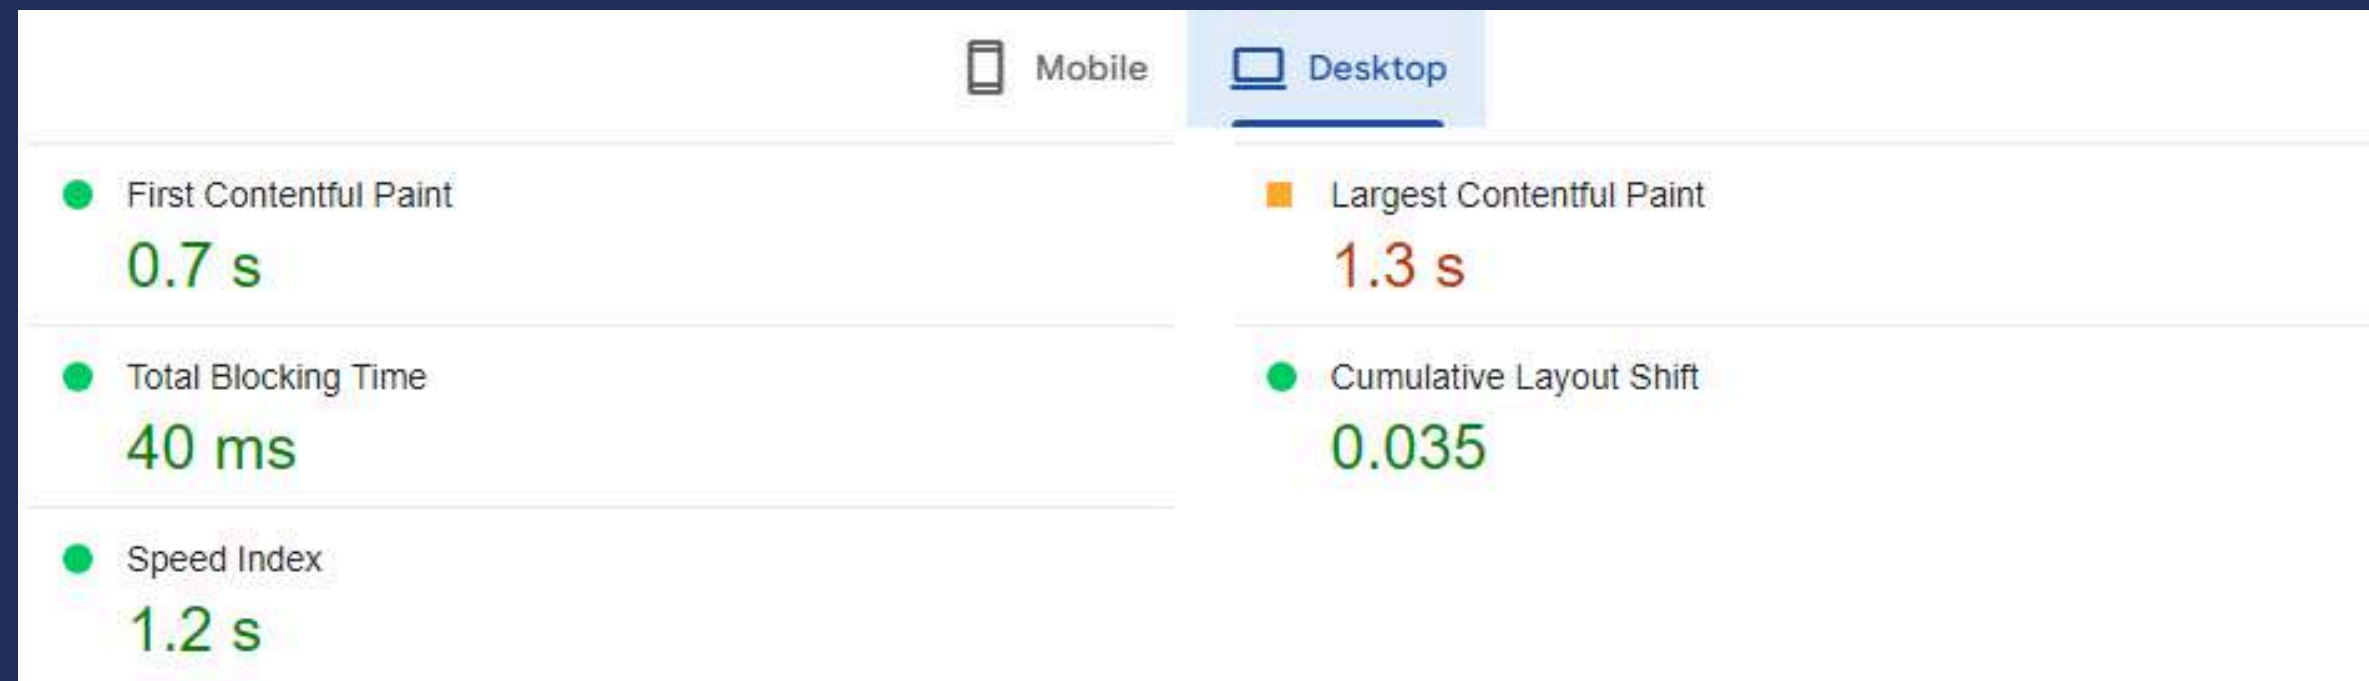 Mobile Desktop
First Contentful Paint
0.7 s
Largest Contentful Paint
1.3 s
Total Blocking Time
40 ms
Cumulative Layout Shift
0.035
Speed Index
1.2 s